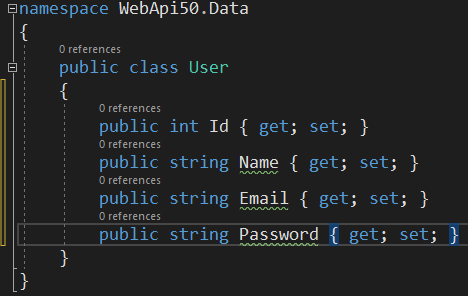 namespace WebApi50.Data
{
0 references
public class User
{
0 references
public int Id { get; set; }
0 references
public string Name { get; set; }
0 references
public string Email { get; set; }
0 references
public string Password { get; set; }
}
}